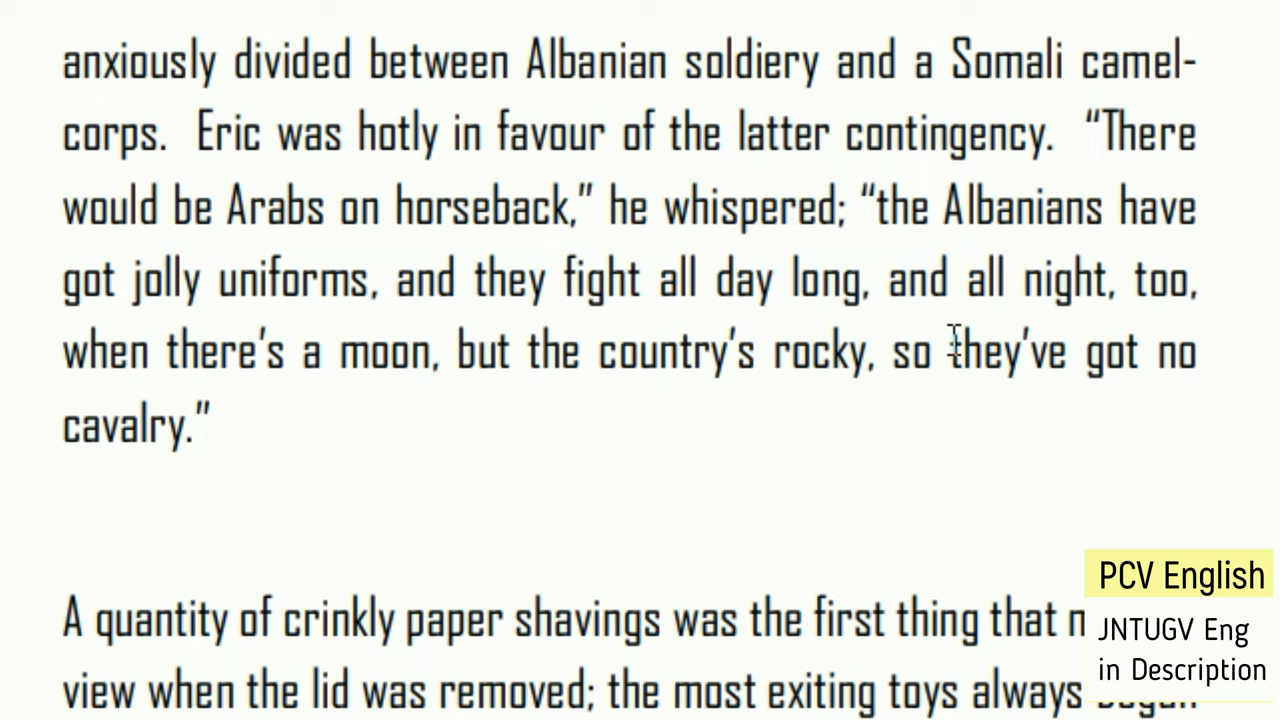 anxiously divided between Albanian soldiery and a Somali camel-
corps. Eric was hotly in favour of the latter contingency. “There
would be Arabs on horseback,” he whispered; “the Albanians have
got jolly uniforms, and they fight all day long, and all night, too,
when there’s a moon, but the country’s rocky, so they’ve got no
cavalry.”
A quantity of crinkly paper shavings was the first thing that
view when the lid was removed; the most exiting toys always
PCV English
JNTUGV Eng
in Description